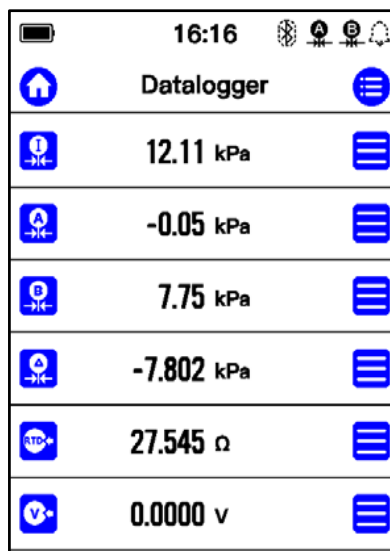 16:16 A B
Datalogger
I 12.11 kPa
A -0.05 kPa
B 7.75 kPa
Δ -7.802 kPa
RTD 27.545 Ω
V 0.0000 V